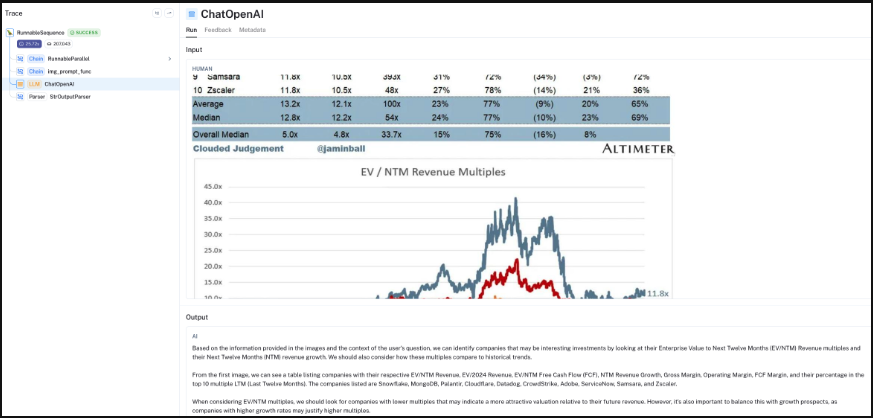 Trace
RunnableSequence SUCCESS
25.72s 207,043
Chain RunnableParallel
Chain img_prompt_func
LLM ChatOpenAI
Parser StrOutputParser
ChatOpenAI
Run Feedback Metadata
Input
HUMAN
9 Samsara 11.8x 10.5x 393x 31% 72% (34%) (3%) 72%
10 Zscaler 11.8x 10.5x 48x 27% 78% (14%) 21% 36%
Average 13.2x 12.1x 100x 23% 77% (9%) 20% 65%
Median 12.8x 12.2x 54x 24% 77% (10%) 23% 69%
Overall Median 5.0x 4.8x 33.7x 15% 75% (16%) 8%
Clouded Judgement @jaminball ALTIMETER
EV / NTM Revenue Multiples
45.0x
40.0x
35.0x
30.0x
25.0x
20.0x
15.0x
10.0x
11.8x
Output
AI
Based on the information provided in the images and the context of the user's question, we can identify companies that may be interesting investments by looking at their Enterprise Value to Next Twelve Months (EV/NTM) Revenue multiples and
their Next Twelve Months (NTM) revenue growth. We should also consider how these multiples compare to historical trends.
From the first image, we can see a table listing companies with their respective EV/NTM Revenue, EV/2024 Revenue, EV/NTM Free Cash Flow (FCF), NTM Revenue Growth, Gross Margin, Operating Margin, FCF Margin, and their percentage in the
top 10 multiple LTM (Last Twelve Months). The companies listed are Snowflake, MongoDB, Palantir, Cloudflare, Datadog, CrowdStrike, Adobe, ServiceNow, Samsara, and Zscaler.
When considering EV/NTM multiples, we should look for companies with lower multiples that may indicate a more attractive valuation relative to their future revenue. However, it's also important to balance this with growth prospects, as
companies with higher growth rates may justify higher multiples.